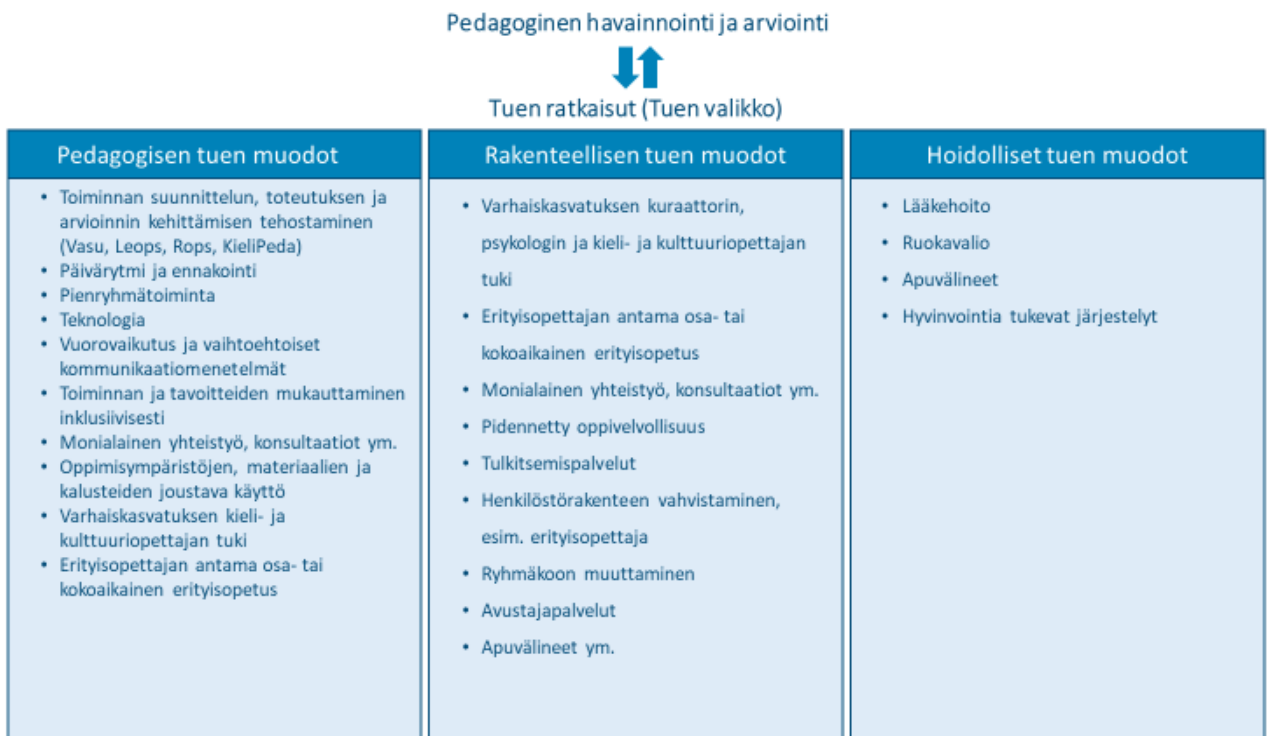 Pedagoginen havainnointi ja arviointi
Tuen ratkaisut (Tuen valikko)
Pedagogisen tuen muodot
• Toiminnan suunnittelun, toteutuksen ja
arvioinnin kehittämisen tehostaminen
(Vasu, Leops, Rops, KieliPeda)
• Päivärytmi ja ennakointi
• Pienryhmätoiminta
• Teknologia
• Vuorovaikutus ja vaihtoehtoiset
kommunikaatiomenetelmät
• Toiminnan ja tavoitteiden mukauttaminen
inklusiivisesti
• Monialainen yhteistyö, konsultaatiot ym.
• Oppimisympäristöjen, materiaalien ja
kalusteiden joustava käyttö
• Varhaiskasvatuksen kieli- ja
kulttuuriopettajan tuki
• Erityisopettajan antama osa- tai
kokoaikainen erityisopetus
Rakenteellisen tuen muodot
• Varhaiskasvatuksen kuraattorin,
psykologin ja kieli- ja kulttuuriopettajan
tuki
• Erityisopettajan antama osa- tai
kokoaikainen erityisopetus
• Monialainen yhteistyö, konsultaatiot ym.
• Pidennetty oppivelvollisuus
• Tulkitsemispalvelut
• Henkilöstörakenteen vahvistaminen,
esim. erityisopettaja
• Ryhmäkoon muuttaminen
• Avustajapalvelut
• Apuvälineet ym.
Hoidolliset tuen muodot
• Lääkehoito
• Ruokavalio
• Apuvälineet
• Hyvinvointia tukevat järjestelyt